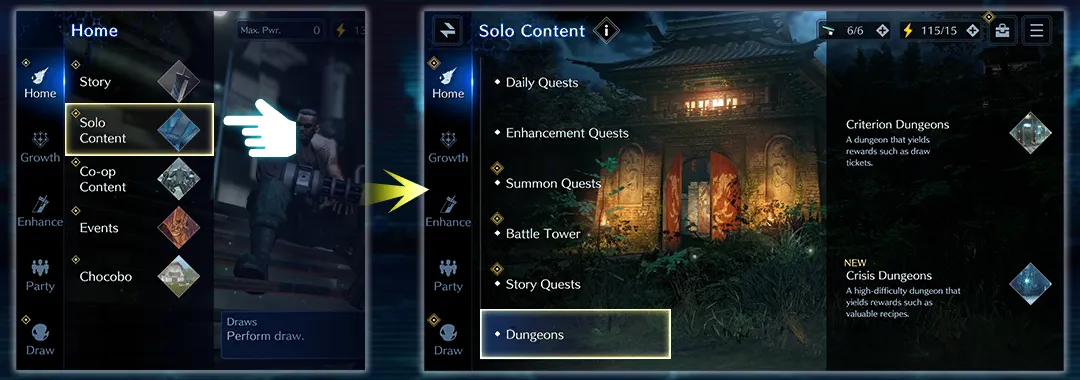 Home
Max. Pwr. 0
13
Home
Growth
Enhance
Party
Draw
Story
Solo
Content
Co-op
Content
Events
Chocobo
Draws
Perform draw.
Solo Content
i
6/6
115/15
Home
Growth
Enhance
Party
Draw
Daily Quests
Enhancement Quests
Summon Quests
Battle Tower
Story Quests
Dungeons
Criterion Dungeons
A dungeon that yields
rewards such as draw
tickets.
NEW
Crisis Dungeons
A high-difficulty dungeon that
yields rewards such as
valuable recipes.